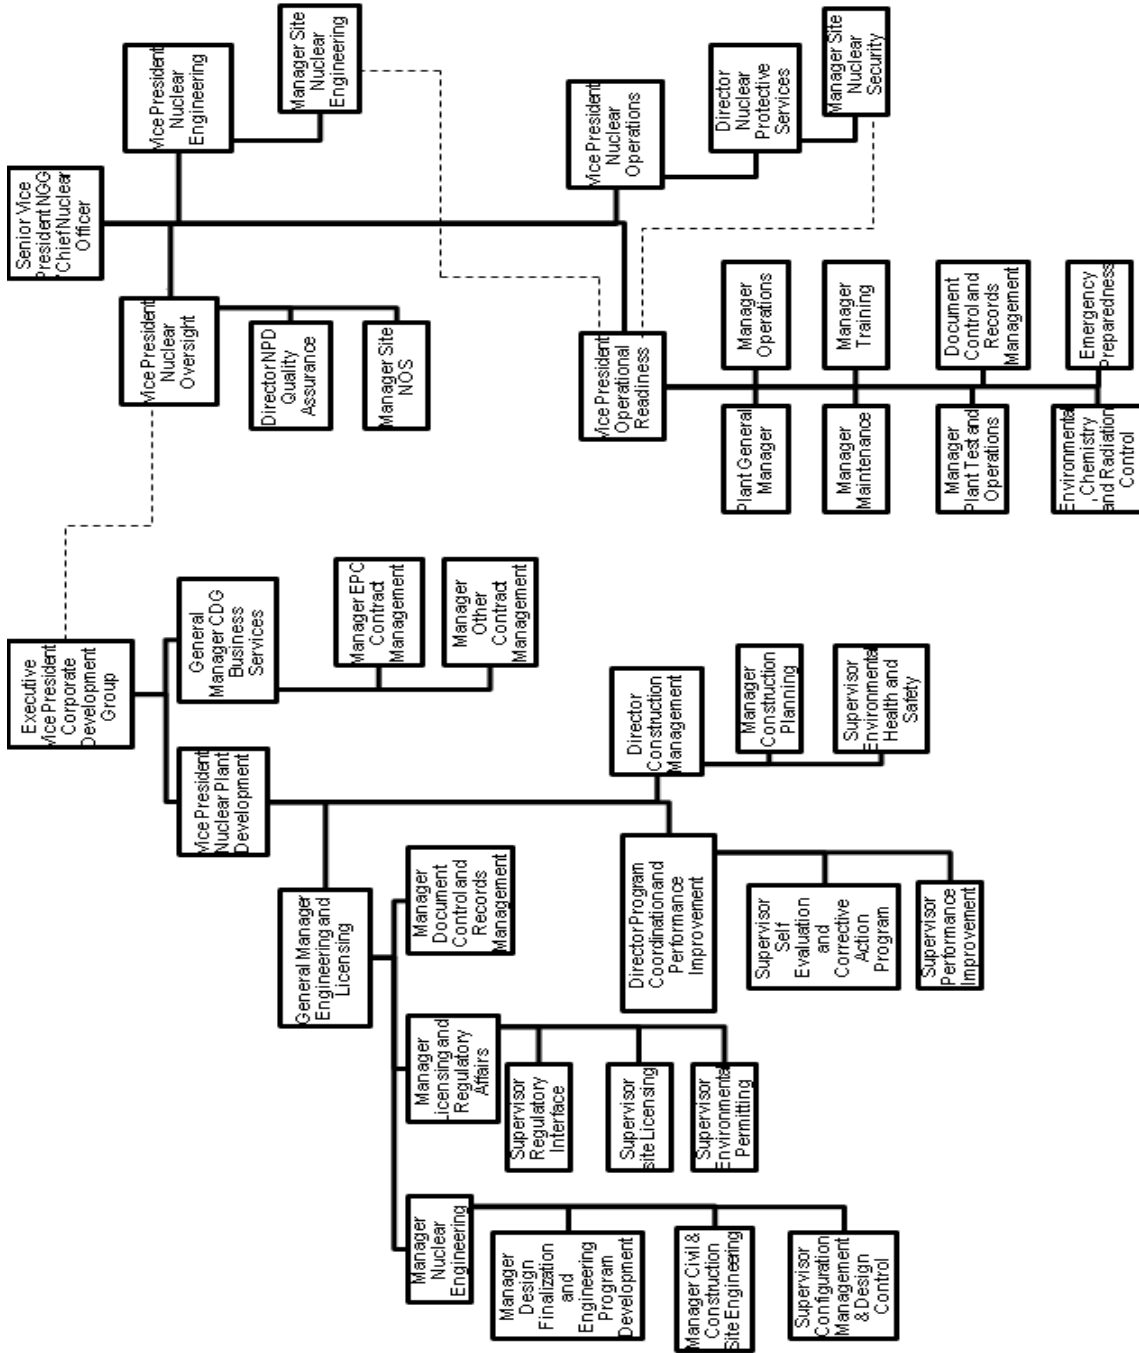 Executive
Vice President
Corporate
Development
Group
Senior Vice
President NGG
Chief Nuclear
Officer
Vice President
Nuclear Plant
Development
General
Manager CDG
Business
Services
Vice President
Nuclear
Oversight
Vice President
Nuclear
Engineering
General Manager
Engineering and
Licensing
Manager EPC
Contract
Management
Director NPD
Quality
Assurance
Manager Site
Nuclear
Engineering
Manager
Nuclear
Engineering
Manager
Licensing and
Regulatory
Affairs
Manager
Document
Control and
Records
Management
Manager
Other
Contract
Management
Manager Site
NOS
Manager
Design
Finalization
and
Engineering
Program
Development
Supervisor
Regulatory
Interface
Supervisor
site Licensing
Supervisor
Environmental
Permitting
Manager Civil &
Construction
Site Engineering
Supervisor
Configuration
Management
& Design
Control
Director Program
Coordination and
Performance
Improvement
Director
Construction
Management
Supervisor
Self
Evaluation
and
Corrective
Action
Program
Supervisor
Performance
Improvement
Manager
Construction
Planning
Supervisor
Environmental
Health and
Safety
Vice President
Operational
Readiness
Vice President
Nuclear
Operations
Director
Nuclear
Protective
Services
Manager Site
Nuclear
Security
Plant General
Manager
Manager
Operations
Manager
Maintenance
Manager
Training
Manager
Plant Test and
Operations
Document
Control and
Records
Management
Environmental
, Chemistry
and Radiation
Control
Emergency
Preparedness